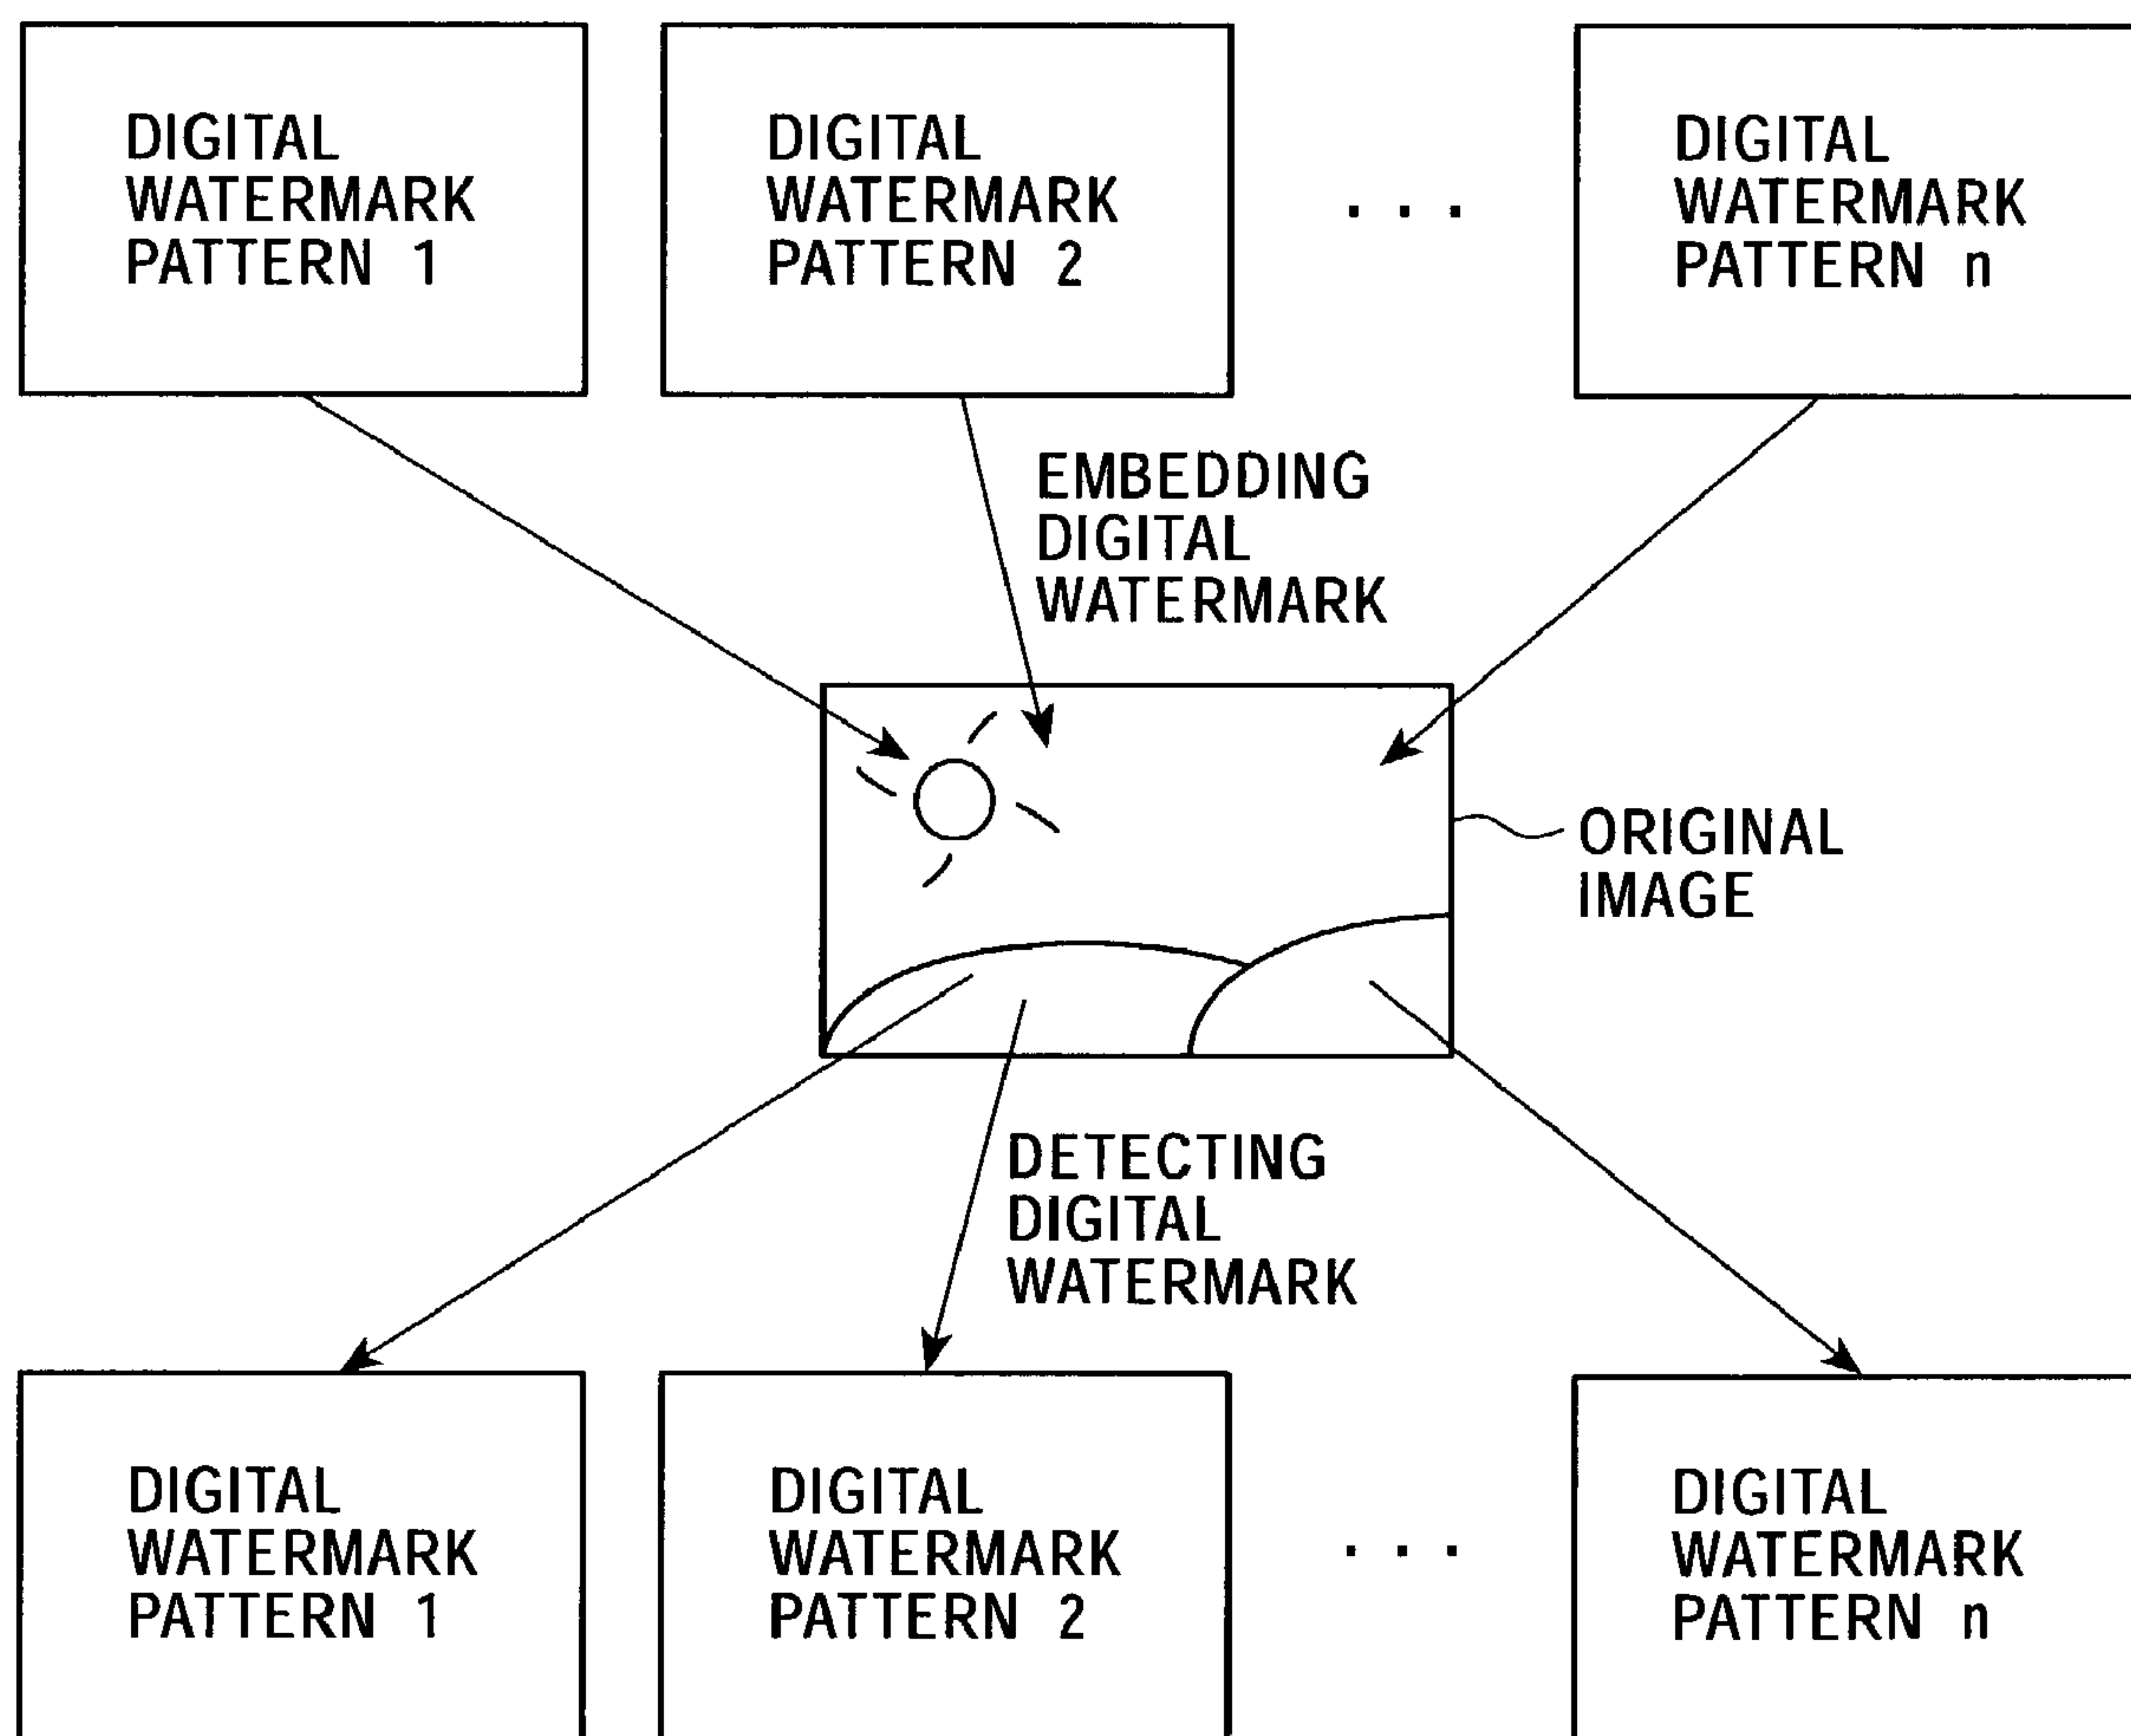 DIGITAL
WATERMARK
PATTERN 1
DIGITAL
WATERMARK
PATTERN 2
. . .
DIGITAL
WATERMARK
PATTERN n
EMBEDDING
DIGITAL
WATERMARK
ORIGINAL
IMAGE
DETECTING
DIGITAL
WATERMARK
DIGITAL
WATERMARK
PATTERN 1
DIGITAL
WATERMARK
PATTERN 2
. . .
DIGITAL
WATERMARK
PATTERN n